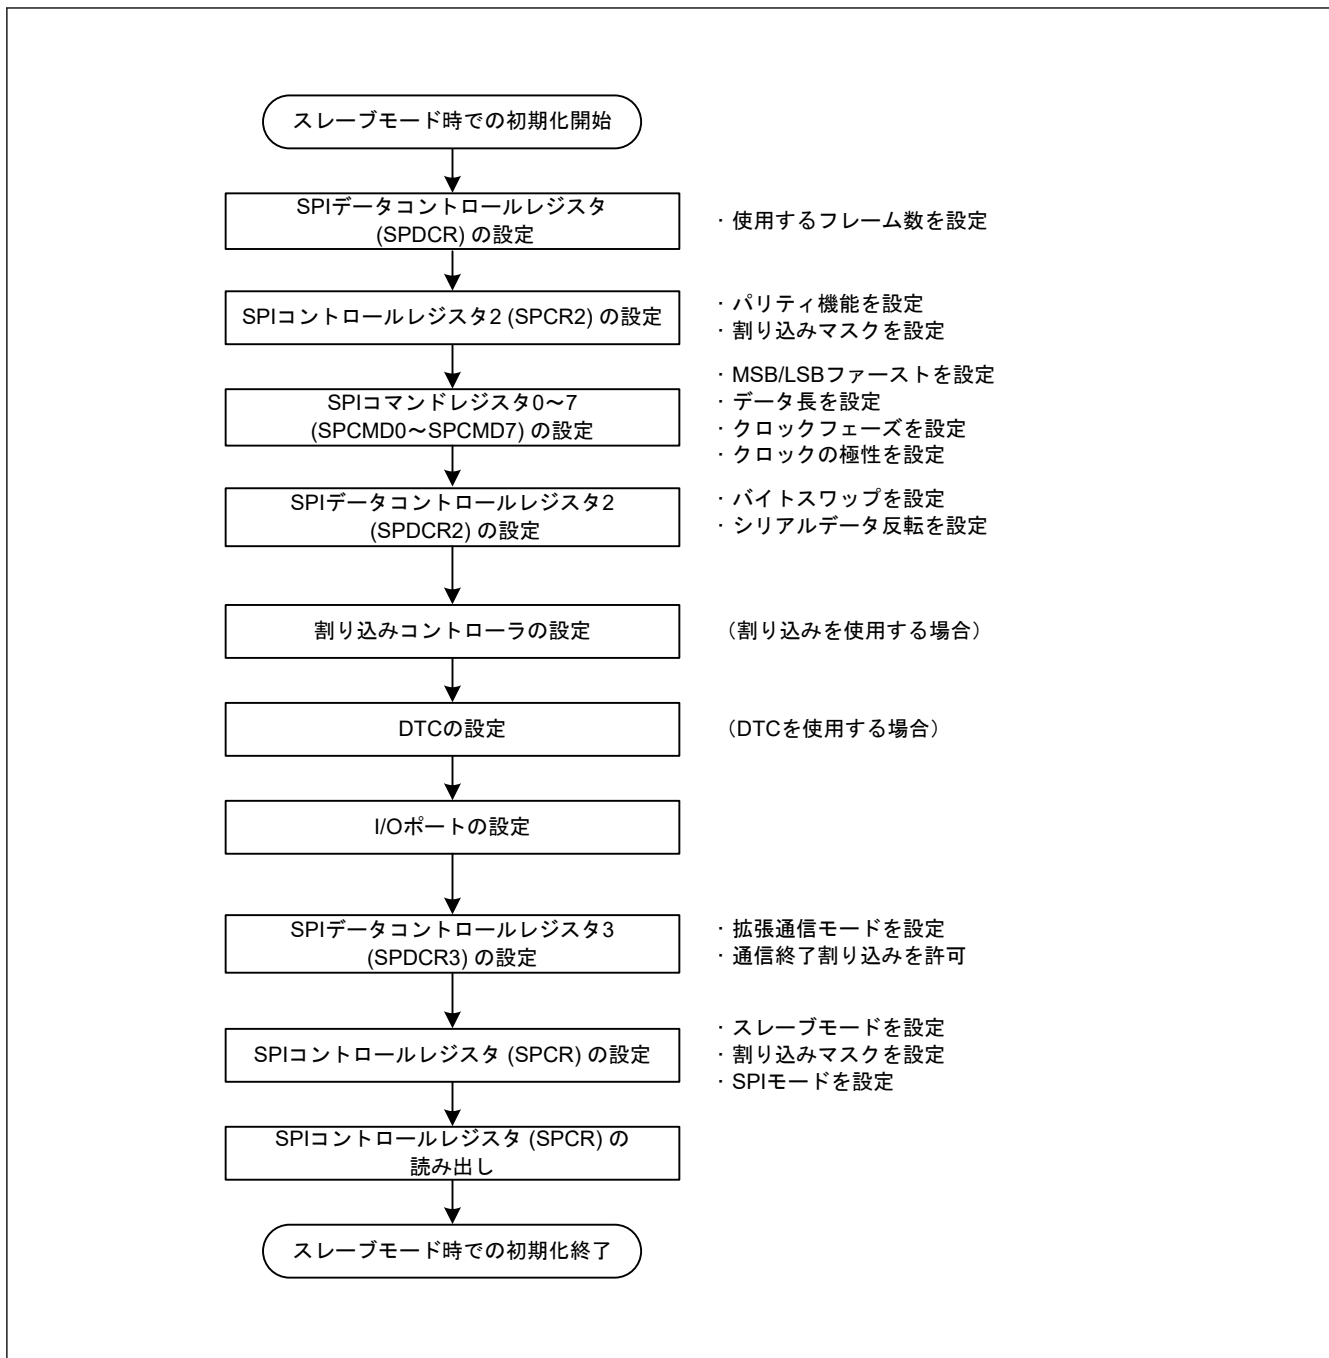 スレーブモード時での初期化開始
SPIデータコントロールレジスタ
(SPDCR) の設定
・使用するフレーム数を設定
SPIコントロールレジスタ2 (SPCR2) の設定
・パリティ機能を設定
・割り込みマスクを設定
SPIコマンドレジスタ0～7
(SPCMD0～SPCMD7) の設定
・MSB/LSBファーストを設定
・データ長を設定
・クロックフェーズを設定
・クロックの極性を設定
SPIデータコントロールレジスタ2
(SPDCR2) の設定
・バイトスワップを設定
・シリアルデータ反転を設定
割り込みコントローラの設定
（割り込みを使用する場合）
DTCの設定
（DTCを使用する場合）
I/Oポートの設定
SPIデータコントロールレジスタ3
(SPDCR3) の設定
・拡張通信モードを設定
・通信終了割り込みを許可
SPIコントロールレジスタ (SPCR) の設定
・スレーブモードを設定
・割り込みマスクを設定
・SPIモードを設定
SPIコントロールレジスタ (SPCR) の
読み出し
スレーブモード時での初期化終了